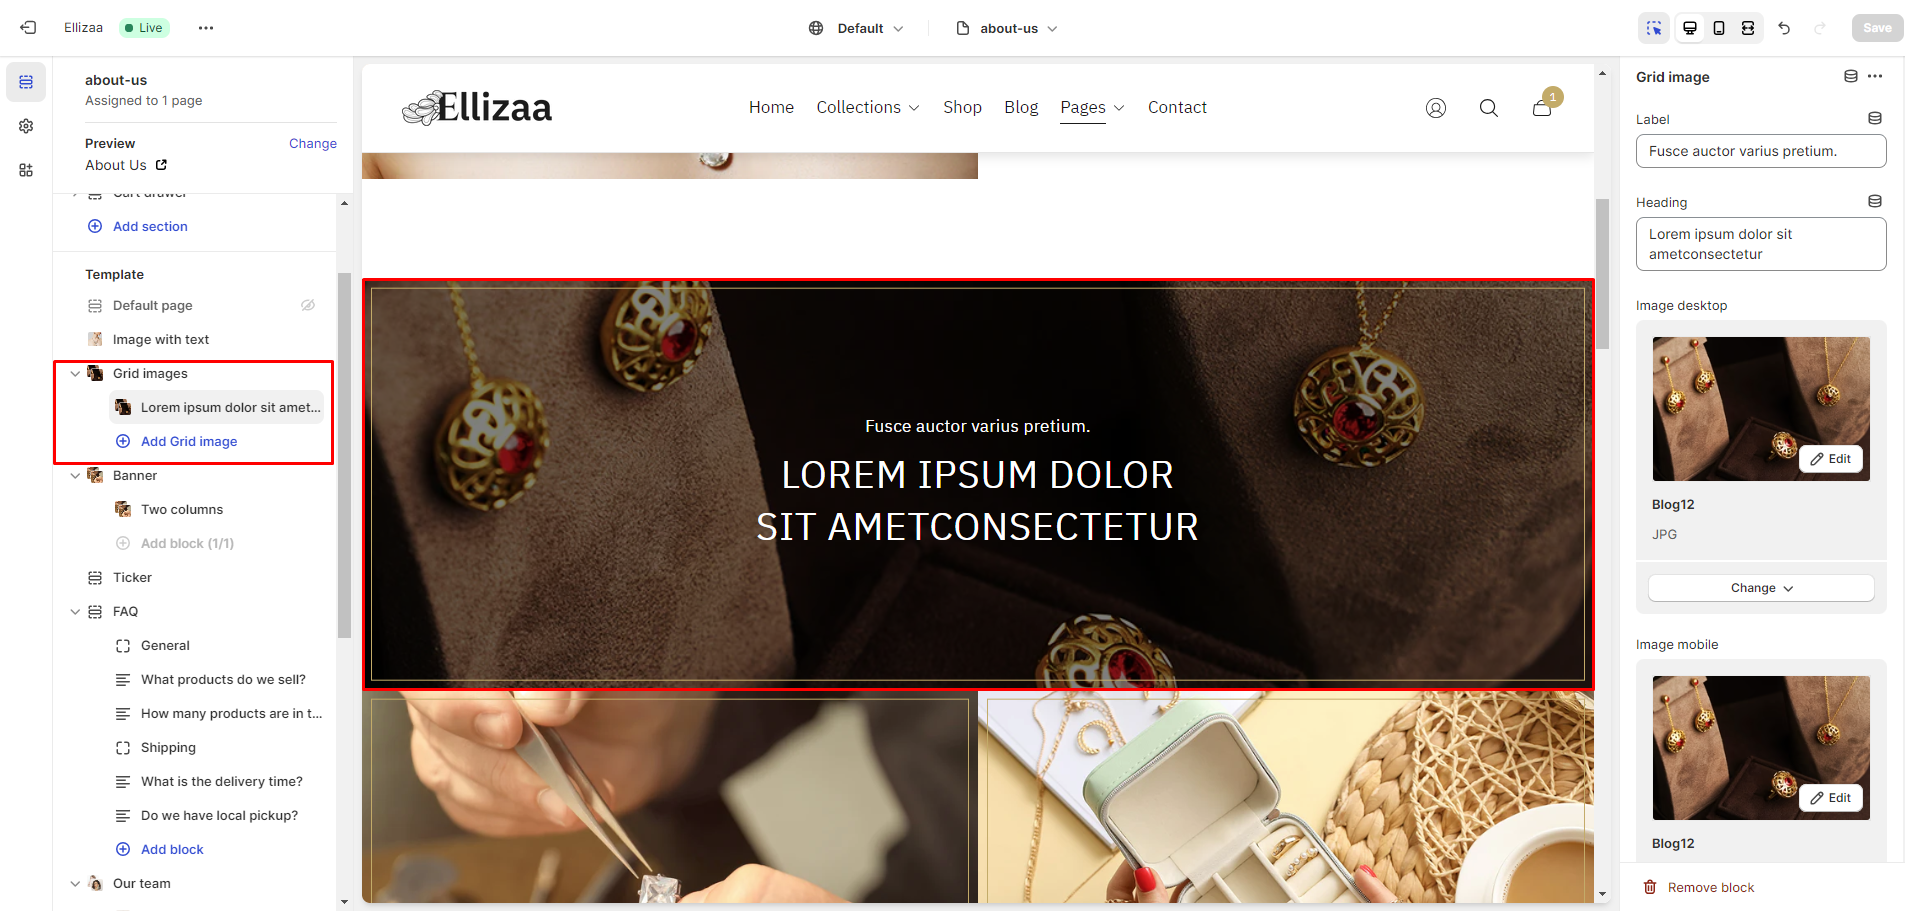 Ellizaa
Live
Default
about-us
Save
about-us
Assigned to 1 page
Preview
Change
About Us
Cart drawer
Add section
Template
Default page
Image with text
Grid images
Lorem ipsum dolor sit amet...
Add Grid image
Banner
Two columns
Add block (1/1)
Ticker
FAQ
General
What products do we sell?
How many products are in t...
Shipping
What is the delivery time?
Do we have local pickup?
Add block
Our team
Ellizaa
Home
Collections
Shop
Blog
Pages
Contact
1
Fusce auctor varius pretium.
LOREM IPSUM DOLOR
SIT AMETCONSECTETUR
Grid image
Label
Fusce auctor varius pretium.
Heading
Lorem ipsum dolor sit
ametconsectetur
Image desktop
Edit
Blog12
JPG
Change
Image mobile
Edit
Blog12
Remove block